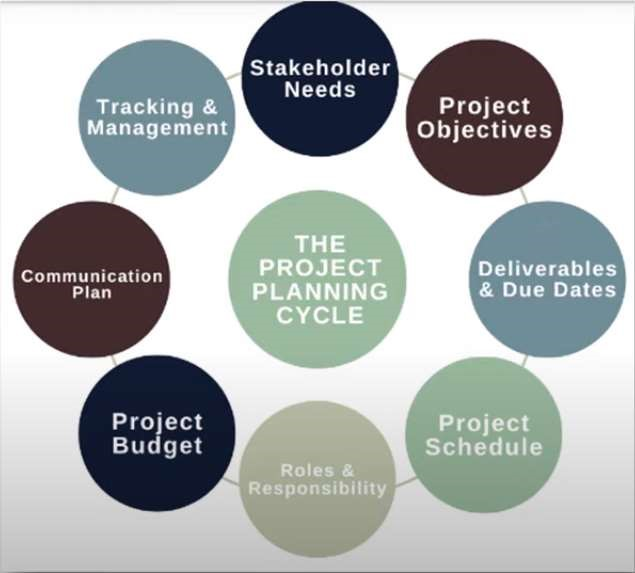 Stakeholder
Needs
Project
Objectives
Deliverables
& Due Dates
Project
Schedule
Roles &
Responsibility
Project
Budget
Communication
Plan
Tracking &
Management
THE
PROJECT
PLANNING
CYCLE